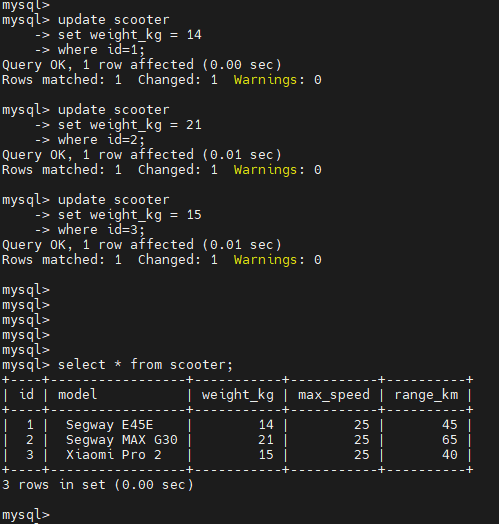 mysql>
mysql> update scooter
    -> set weight_kg = 14
    -> where id=1;
Query OK, 1 row affected (0.00 sec)
Rows matched: 1  Changed: 1  Warnings: 0

mysql> update scooter
    -> set weight_kg = 21
    -> where id=2;
Query OK, 1 row affected (0.01 sec)
Rows matched: 1  Changed: 1  Warnings: 0

mysql> update scooter
    -> set weight_kg = 15
    -> where id=3;
Query OK, 1 row affected (0.01 sec)
Rows matched: 1  Changed: 1  Warnings: 0

mysql>
mysql>
mysql>
mysql>
mysql>
mysql> select * from scooter;
+----+------------------+-----------+-----------+----------+
| id | model            | weight_kg | max_speed | range_km |
+----+------------------+-----------+-----------+----------+
|  1 |  Segway E45E     |        14 |        25 |       45 |
|  2 |  Segway MAX G30  |        21 |        25 |       65 |
|  3 |  Xiaomi Pro 2    |        15 |        25 |       40 |
+----+------------------+-----------+-----------+----------+
3 rows in set (0.00 sec)

mysql>